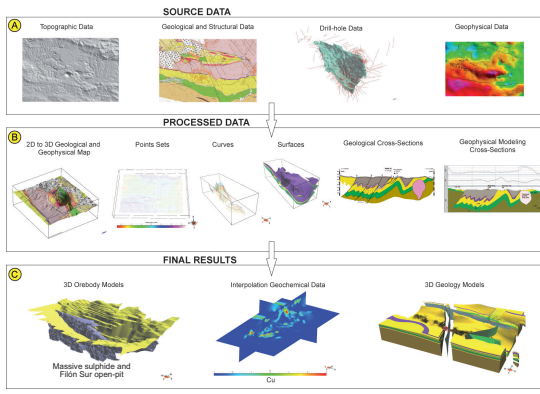 SOURCE DATA
A
Topographic Data
Geological and Structural Data
Drill-hole Data
Geophysical Data
PROCESSED DATA
B
2D to 3D Geological and
Geophysical Map
Points Sets
Curves
Surfaces
Geological Cross-Sections
Geophysical Modeling
Cross-Sections
FINAL RESULTS
C
3D Orebody Models
Interpolation Geochemical Data
3D Geology Models
Massive sulphide and
Filón Sur open-pit
Cu